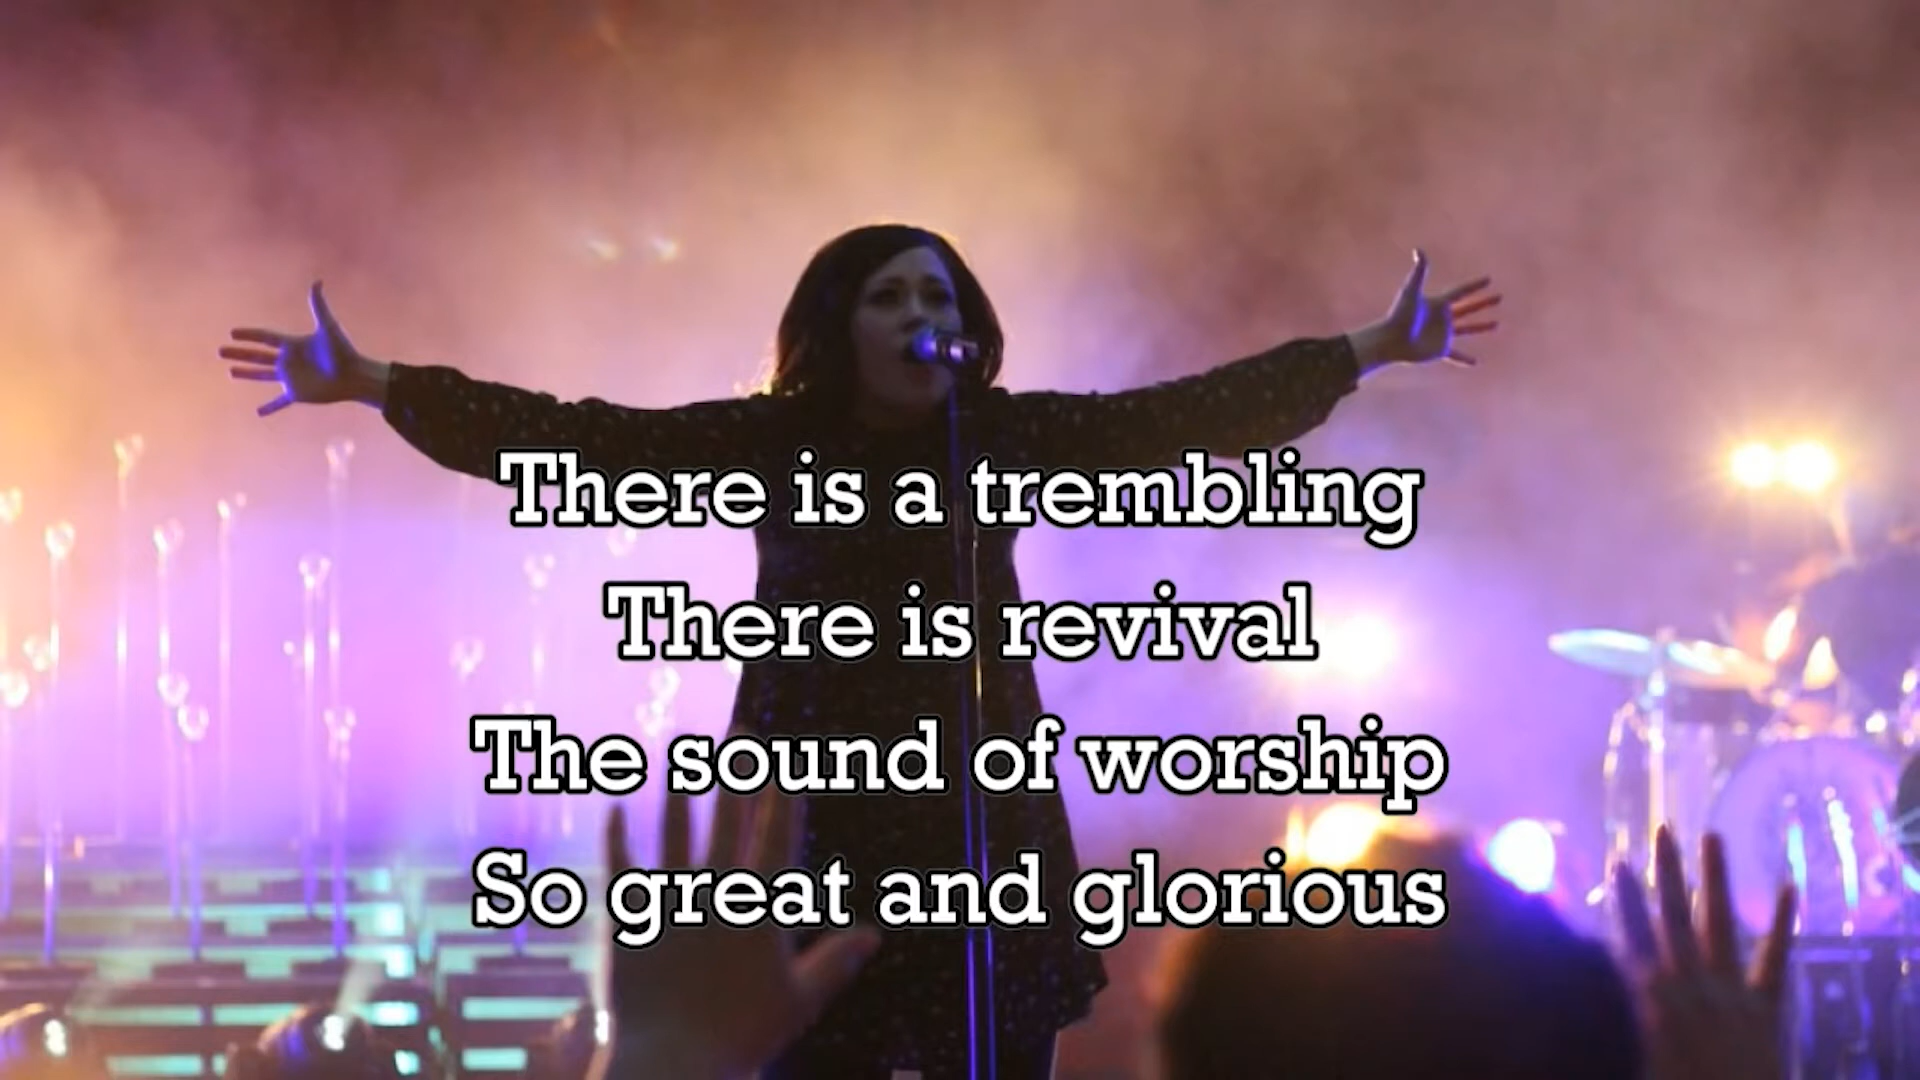 There is a trembling
There is revival
The sound of worship
So great and glorious